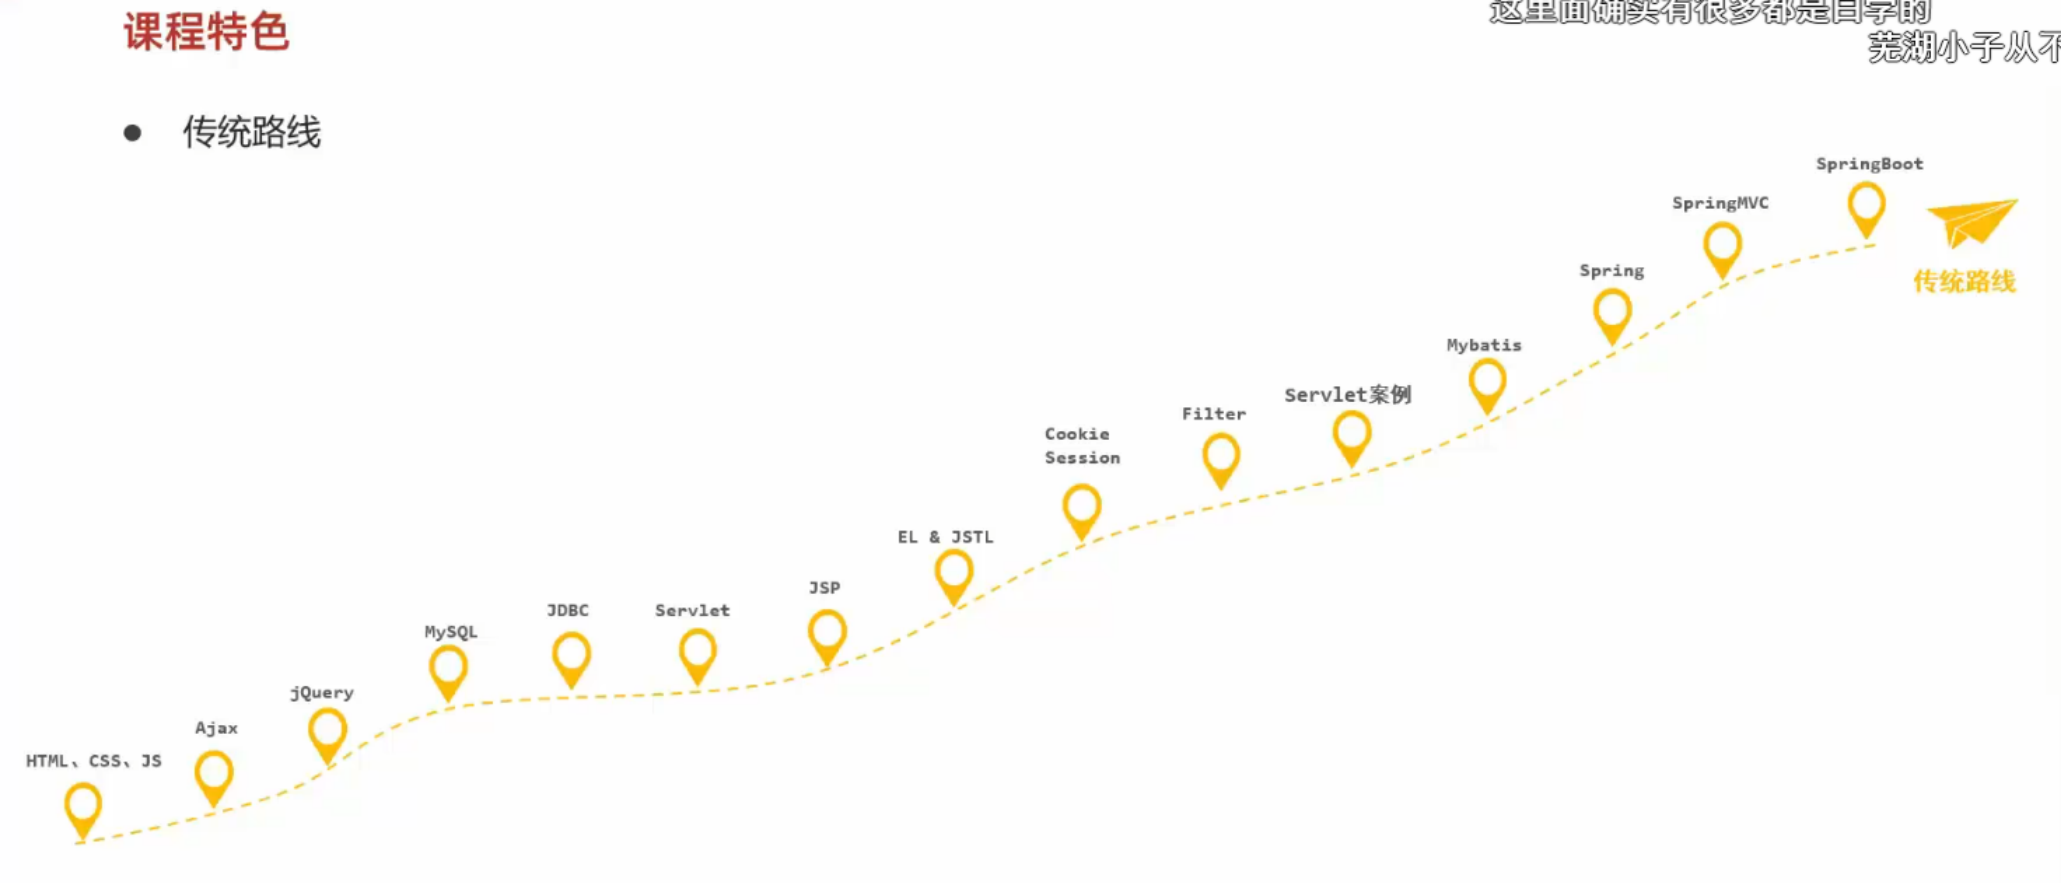 课程特色
这里面确实有很多都是自学的
芜湖小子从不
● 传统路线
SpringBoot
SpringMVC
传统路线
Spring
Mybatis
Servlet案例
Filter
Cookie
Session
EL & JSTL
JSP
Servlet
JDBC
MySQL
jQuery
Ajax
HTML、CSS、JS